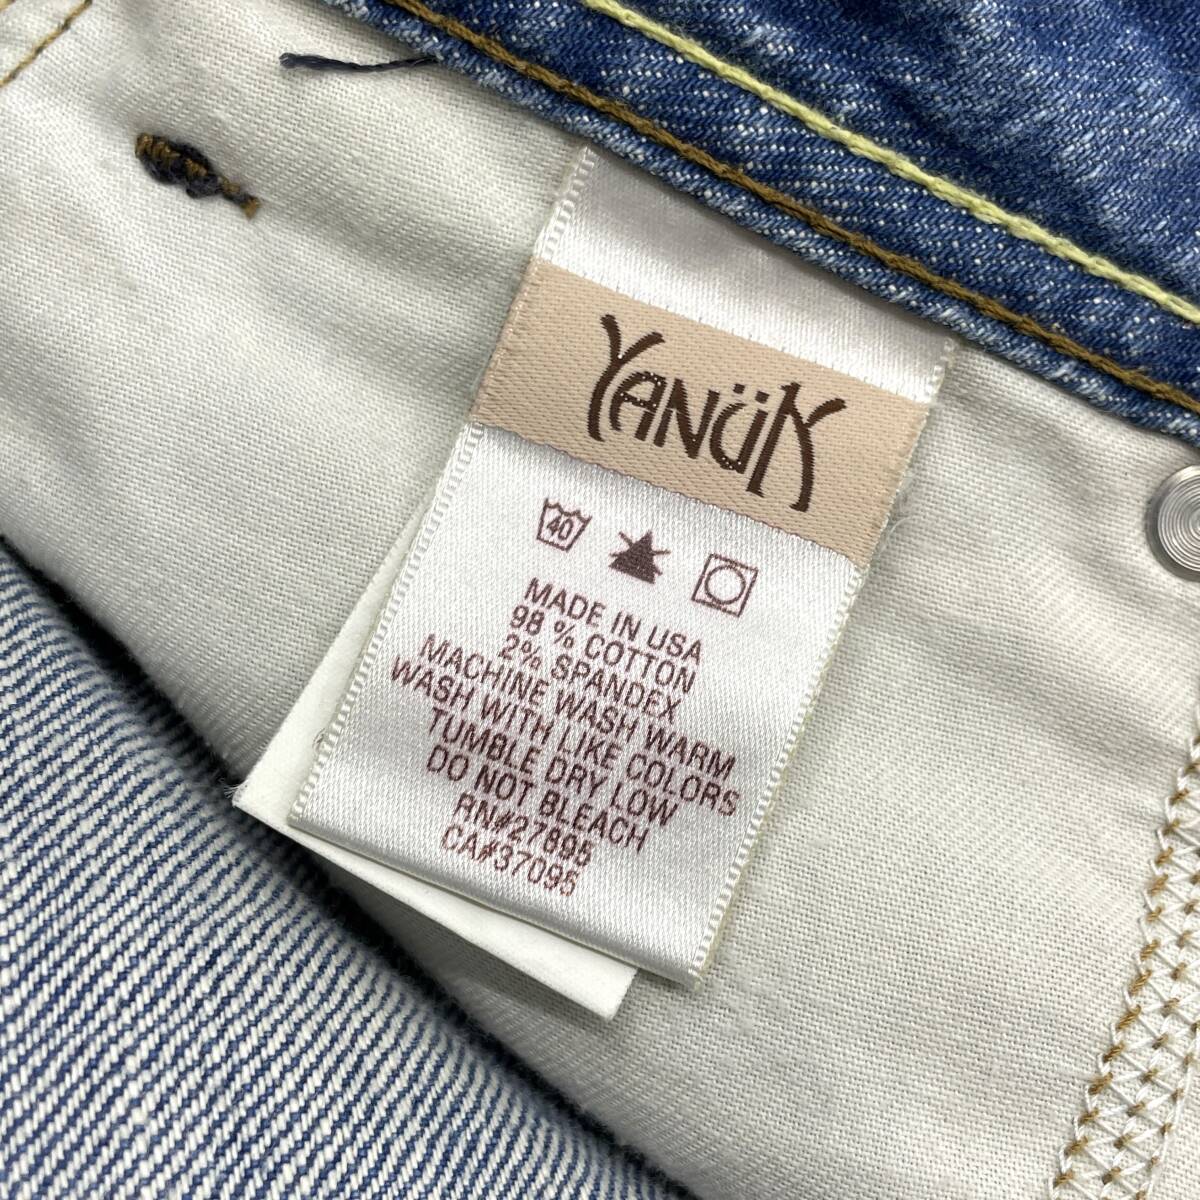 YANÜK
40
MADE IN USA
98 % COTTON
2% SPANDEX
MACHINE WASH WARM
WASH WITH LIKE COLORS
TUMBLE DRY LOW
DO NOT BLEACH
RN#27895
CA#37095